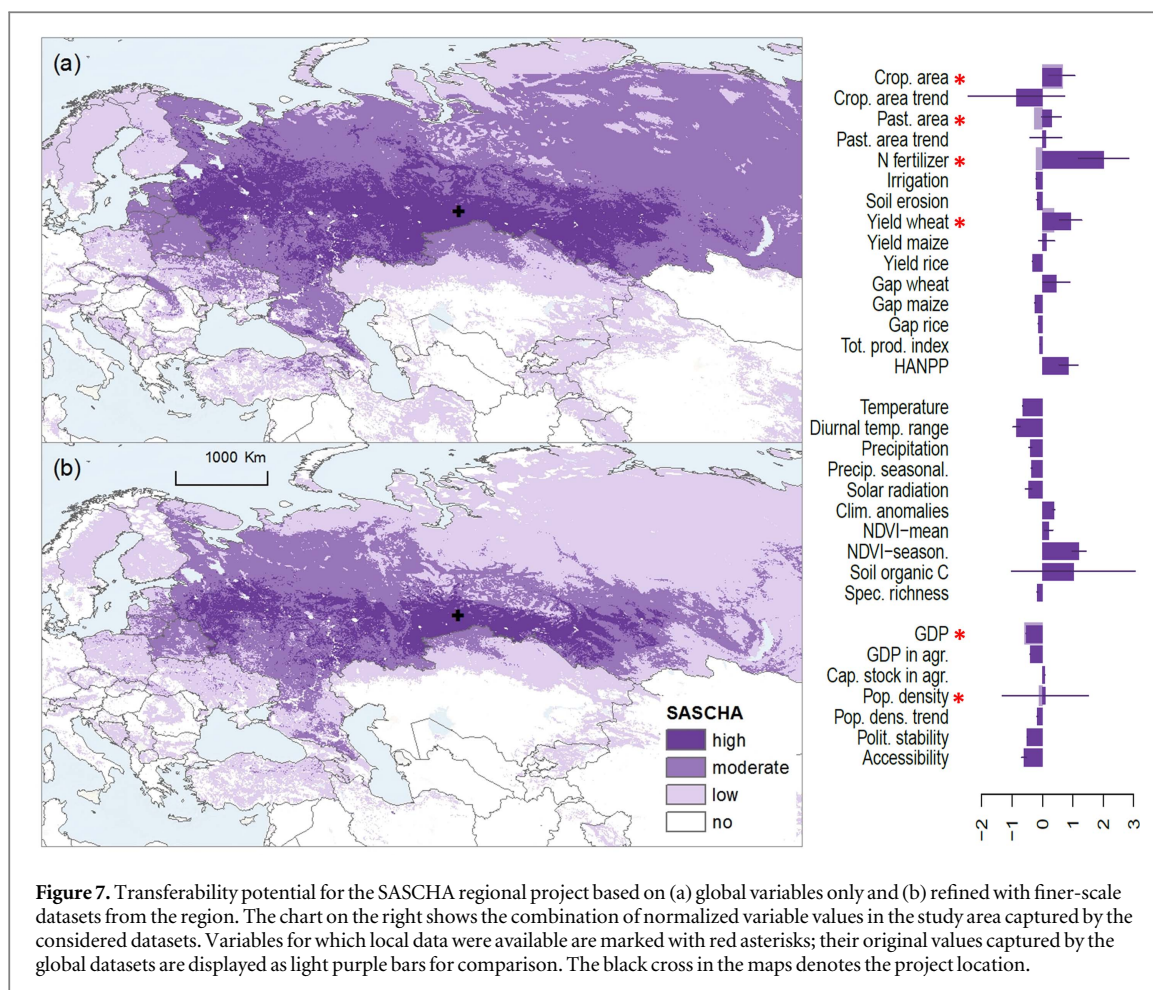 (a)
(b)
1000 Km
SASCHA
high
moderate
low
no
Crop. area *
Crop. area trend
Past. area *
Past. area trend
N fertilizer *
Irrigation
Soil erosion
Yield wheat *
Yield maize
Yield rice
Gap wheat
Gap maize
Gap rice
Tot. prod. index
HANPP
Temperature
Diurnal temp. range
Precipitation
Precip. seasonal.
Solar radiation
Clim. anomalies
NDVI−mean
NDVI−season.
Soil organic C
Spec. richness
GDP *
GDP in agr.
Cap. stock in agr.
Pop. density *
Pop. dens. trend
Polit. stability
Accessibility
−2 −1 0 1 2 3
Figure 7. Transferability potential for the SASCHA regional project based on (a) global variables only and (b) refined with finer-scale
datasets from the region. The chart on the right shows the combination of normalized variable values in the study area captured by the
considered datasets. Variables for which local data were available are marked with red asterisks; their original values captured by the
global datasets are displayed as light purple bars for comparison. The black cross in the maps denotes the project location.